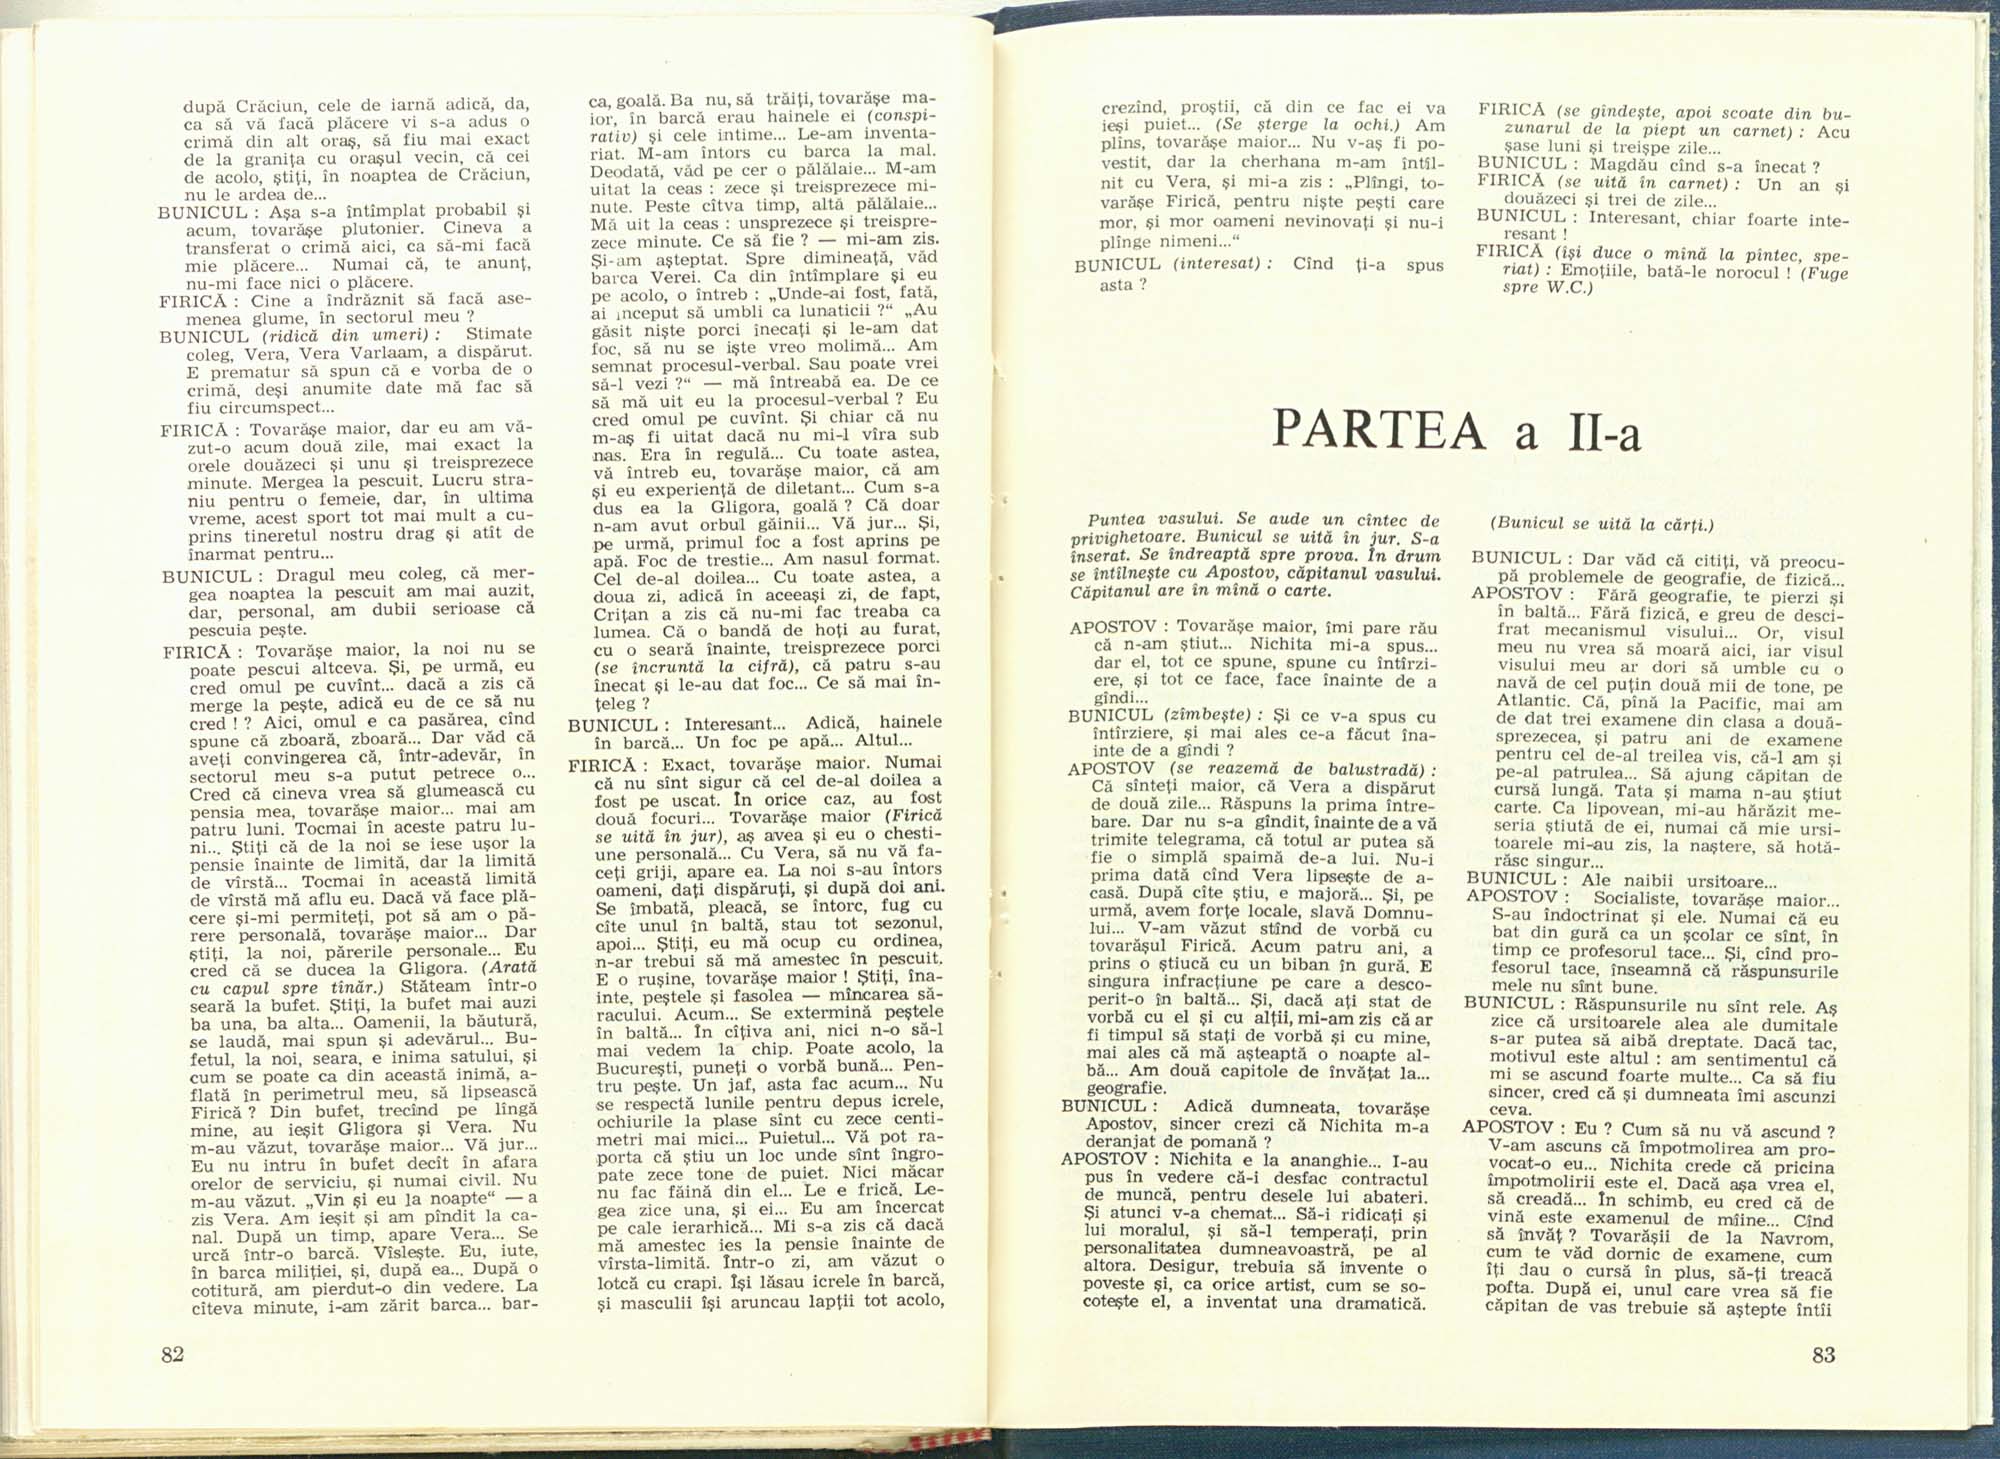 după Crăciun, cele de iarnă adică, da,
ca să vă facă plăcere vi s-a adus o
crimă din alt oraș, să fiu mai exact
de la granița cu orașul vecin, că cei
de acolo, știți, în noaptea de Crăciun,
nu le ardea de...
BUNICUL : Așa s-a întîmplat probabil și
acum, tovarășe plutonier. Cineva a
transferat o crimă aici, ca să-mi facă
mie plăcere... Numai că, te anunț,
nu-mi face nici o plăcere.
FIRICĂ : Cine a îndrăznit să facă ase-
menea glume, în sectorul meu ?
BUNICUL (ridică din umeri) : Stimate
coleg, Vera, Vera Varlaam, a dispărut.
E prematur să spun că e vorba de o
crimă, deși anumite date mă fac să
fiu circumspect...
FIRICĂ : Tovarășe maior, dar eu am vă-
zut-o acum două zile, mai exact la
orele douăzeci și unu și treisprezece
minute. Mergea la pescuit. Lucru stra-
niu pentru o femeie, dar, în ultima
vreme, acest sport tot mai mult a cu-
prins tineretul nostru drag și atît de
înarmat pentru...
BUNICUL : Dragul meu coleg, că mer-
gea noaptea la pescuit am mai auzit,
dar, personal, am dubii serioase că
pescuia pește.
FIRICĂ : Tovarășe maior, la noi nu se
poate pescui altceva. Și, pe urmă, eu
cred omul pe cuvînt... dacă a zis că
merge la pește, adică eu de ce să nu
cred ! ? Aici, omul e ca pasărea, cînd
spune că zboară, zboară... Dar văd că
aveți convingerea că, într-adevăr, în
sectorul meu s-a putut petrece o...
Cred că cineva vrea să glumească cu
pensia mea, tovarășe maior... mai am
patru luni. Tocmai în aceste patru lu-
ni... Știți că de la noi se iese ușor la
pensie înainte de limită, dar la limită
de vîrstă... Tocmai în această limită
de vîrstă mă aflu eu. Dacă vă face plă-
cere și-mi permiteți, pot să am o pă-
rere personală, tovarășe maior... Dar
știți, la noi, părerile personale... Eu
cred că se ducea la Gligora. (Arată
cu capul spre tînăr.) Stăteam într-o
seară la bufet. Știți, la bufet mai auzi
ba una, ba alta... Oamenii, la băutură,
se laudă, mai spun și adevărul... Bu-
fetul, la noi, seara, e inima satului, și
cum se poate ca din această inimă, a-
flată în perimetrul meu, să lipsească
Firică ? Din bufet, trecînd pe lîngă
mine, au ieșit Gligora și Vera. Nu
m-au văzut, tovarășe maior... Vă jur...
Eu nu intru în bufet decît în afara
orelor de serviciu, și numai civil. Nu
m-au văzut. „Vin și eu la noapte“ — a
zis Vera. Am ieșit și am pîndit la ca-
nal. După un timp, apare Vera... Se
urcă într-o barcă. Vîslește. Eu, iute,
în barca miliției, și, după ea... După o
cotitură, am pierdut-o din vedere. La
cîteva minute, i-am zărit barca... bar-
82
ca, goală. Ba nu, să trăiți, tovarășe ma-
ior, în barcă erau hainele ei (conspi-
rativ) și cele intime... Le-am inventa-
riat. M-am întors cu barca la mal.
Deodată, văd pe cer o pălălaie... M-am
uitat la ceas : zece și treisprezece mi-
nute. Peste cîtva timp, altă pălălaie...
Mă uit la ceas : unsprezece și treispre-
zece minute. Ce să fie ? — mi-am zis.
Și-am așteptat. Spre dimineață, văd
barca Verei. Ca din întîmplare și eu
pe acolo, o întreb : „Unde-ai fost, fată,
ai început să umbli ca lunaticii ?“ „Au
găsit niște porci înecați și le-am dat
foc, să nu se iște vreo molimă... Am
semnat procesul-verbal. Sau poate vrei
să-l vezi ?“ — mă întreabă ea. De ce
să mă uit eu la procesul-verbal ? Eu
cred omul pe cuvînt. Și chiar că nu
m-aș fi uitat dacă nu mi-l vîra sub
nas. Era în regulă... Cu toate astea,
vă întreb eu, tovarășe maior, că am
și eu experiență de diletant... Cum s-a
dus ea la Gligora, goală ? Că doar
n-am avut orbul găinii... Vă jur... Și,
pe urmă, primul foc a fost aprins pe
apă. Foc de trestie... Am nasul format.
Cel de-al doilea... Cu toate astea, a
doua zi, adică în aceeași zi, de fapt,
Crițan a zis că nu-mi fac treaba ca
lumea. Că o bandă de hoți au furat,
cu o seară înainte, treisprezece porci
(se încruntă la cifră), că patru s-au
înecat și le-au dat foc... Ce să mai în-
țeleg ?
BUNICUL : Interesant... Adică, hainele
în barcă... Un foc pe apă... Altul...
FIRICĂ : Exact, tovarășe maior. Numai
că nu sînt sigur că cel de-al doilea a
fost pe uscat. În orice caz, au fost
două focuri... Tovarășe maior (Firică
se uită în jur), aș avea și eu o chesti-
une personală... Cu Vera, să nu vă fa-
ceți griji, apare ea. La noi s-au întors
oameni, dați dispăruți, și după doi ani.
Se îmbată, pleacă, se întorc, fug cu
cîte unul în baltă, stau tot sezonul,
apoi... Știți, eu mă ocup cu ordinea,
n-ar trebui să mă amestec în pescuit.
E o rușine, tovarășe maior ! Știți, îna-
inte, peștele și fasolea — mîncarea să-
racului. Acum... Se extermină peștele
în baltă... În cîțiva ani, nici n-o să-l
mai vedem la chip. Poate acolo, la
București, puneți o vorbă bună... Pen-
tru pește. Un jaf, asta fac acum... Nu
se respectă lunile pentru depus icrele,
ochiurile la plase sînt cu zece centi-
metri mai mici... Puietul... Vă pot ra-
porta că știu un loc unde sînt îngro-
pate zece tone de puiet. Nici măcar
nu fac făină din el... Le e frică. Le-
gea zice una, și ei... Eu am încercat
pe cale ierarhică... Mi s-a zis că dacă
mă amestec ies la pensie înainte de
vîrsta-limită. Într-o zi, am văzut o
lotcă cu crapi. Își lăsau icrele în barcă,
și masculii își aruncau lapții tot acolo,
crezînd, proștii, că din ce fac ei va
ieși puiet... (Se șterge la ochi.) Am
plîns, tovarășe maior... Nu v-aș fi po-
vestit, dar la cherhana m-am întîl-
nit cu Vera, și mi-a zis : „Plîngi, to-
varășe Firică, pentru niște pești care
mor, și mor oameni nevinovați și nu-i
plînge nimeni...“
BUNICUL (interesat) : Cînd ți-a spus
asta ?
FIRICĂ (se gîndește, apoi scoate din bu-
zunarul de la piept un carnet) : Acu
șase luni și treișpe zile...
BUNICUL : Magdău cînd s-a înecat ?
FIRICĂ (se uită în carnet) : Un an și
douăzeci și trei de zile...
BUNICUL : Interesant, chiar foarte inte-
resant !
FIRICĂ (își duce o mînă la pîntec, spe-
riat) : Emoțiile, bată-le norocul ! (Fuge
spre W.C.)
PARTEA a II-a
Puntea vasului. Se aude un cîntec de
privighetoare. Bunicul se uită în jur. S-a
înserat. Se îndreaptă spre prova. În drum
se întîlnește cu Apostov, căpitanul vasului.
Căpitanul are în mînă o carte.
APOSTOV : Tovarășe maior, îmi pare rău
că n-am știut... Nichita mi-a spus...
dar el, tot ce spune, spune cu întîrzi-
ere, și tot ce face, face înainte de a
gîndi...
BUNICUL (zîmbește) : Și ce v-a spus cu
întîrziere, și mai ales ce-a făcut îna-
inte de a gîndi ?
APOSTOV (se reazemă de balustradă) :
Că sînteți maior, că Vera a dispărut
de două zile... Răspuns la prima între-
bare. Dar nu s-a gîndit, înainte de a vă
trimite telegrama, că totul ar putea să
fie o simplă spaimă de-a lui. Nu-i
prima dată cînd Vera lipsește de a-
casă. După cîte știu, e majoră... Și, pe
urmă, avem forțe locale, slavă Domnu-
lui... V-am văzut stînd de vorbă cu
tovarășul Firică. Acum patru ani, a
prins o știucă cu un biban în gură. E
singura infracțiune pe care a desco-
perit-o în baltă... Și, dacă ați stat de
vorbă cu el și cu alții, mi-am zis că ar
fi timpul să stați de vorbă și cu mine,
mai ales că mă așteaptă o noapte al-
bă... Am două capitole de învățat la...
geografie.
BUNICUL : Adică dumneata, tovarășe
Apostov, sincer crezi că Nichita m-a
deranjat de pomană ?
APOSTOV : Nichita e la ananghie... I-au
pus în vedere că-i desfac contractul
de muncă, pentru desele lui abateri.
Și atunci v-a chemat... Să-i ridicați și
lui moralul, și să-l temperați, prin
personalitatea dumneavoastră, pe al
altora. Desigur, trebuia să invente o
poveste și, ca orice artist, cum se so-
cotește el, a inventat una dramatică.
(Bunicul se uită la cărți.)
BUNICUL : Dar văd că citiți, vă preocu-
pă problemele de geografie, de fizică...
APOSTOV : Fără geografie, te pierzi și
în baltă... Fără fizică, e greu de desci-
frat mecanismul visului... Or, visul
meu nu vrea să moară aici, iar visul
visului meu ar dori să umble cu o
navă de cel puțin două mii de tone, pe
Atlantic. Că, pînă la Pacific, mai am
de dat trei examene din clasa a două-
sprezecea, și patru ani de examene
pentru cel de-al treilea vis, că-l am și
pe-al patrulea... Să ajung căpitan de
cursă lungă. Tata și mama n-au știut
carte. Ca lipovean, mi-au hărăzit me-
seria știută de ei, numai că mie ursi-
toarele mi-au zis, la naștere, să hotă-
răsc singur...
BUNICUL : Ale naibii ursitoare...
APOSTOV : Socialiste, tovarășe maior...
S-au îndoctrinat și ele. Numai că eu
bat din gură ca un școlar ce sînt, în
timp ce profesorul tace... Și, cînd pro-
fesorul tace, înseamnă că răspunsurile
mele nu sînt bune.
BUNICUL : Răspunsurile nu sînt rele. Aș
zice că ursitoarele alea ale dumitale
s-ar putea să aibă dreptate. Dacă tac,
motivul este altul : am sentimentul că
mi se ascund foarte multe... Ca să fiu
sincer, cred că și dumneata îmi ascunzi
ceva.
APOSTOV : Eu ? Cum să nu vă ascund ?
V-am ascuns că împotmolirea am pro-
vocat-o eu... Nichita crede că pricina
împotmolirii este el. Dacă așa vrea el,
să creadă... În schimb, eu cred că de
vină este examenul de mîine... Cînd
să învăț ? Tovarășii de la Navrom,
cum te văd dornic de examene, cum
îți dau o cursă în plus, să-ți treacă
pofta. După ei, unul care vrea să fie
căpitan de vas trebuie să aștepte întîi
83